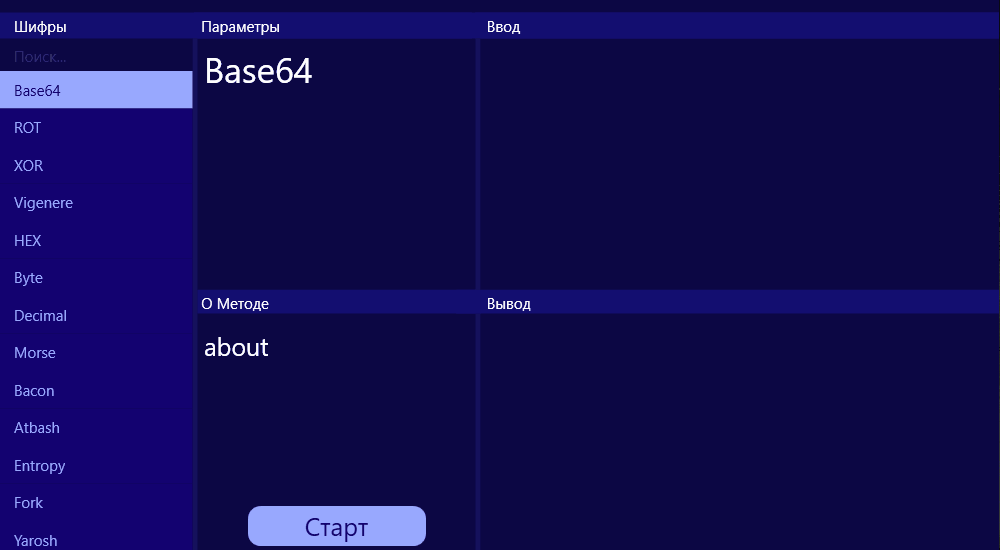 Шифры
Поиск...
Base64
ROT
XOR
Vigenere
HEX
Byte
Decimal
Morse
Bacon
Atbash
Entropy
Fork
Yarosh
Параметры
Base64
О Методе
about
Старт
Ввод
Вывод